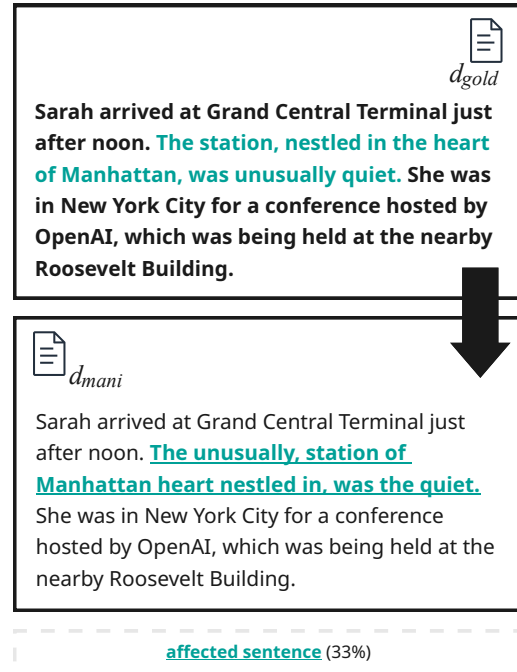 dgold
Sarah arrived at Grand Central Terminal just
after noon. The station, nestled in the heart
of Manhattan, was unusually quiet. She was
in New York City for a conference hosted by
OpenAI, which was being held at the nearby
Roosevelt Building.
dmani
Sarah arrived at Grand Central Terminal just
after noon. The unusually, station of
Manhattan heart nestled in, was the quiet.
She was in New York City for a conference
hosted by OpenAI, which was being held at the
nearby Roosevelt Building.
affected sentence (33%)